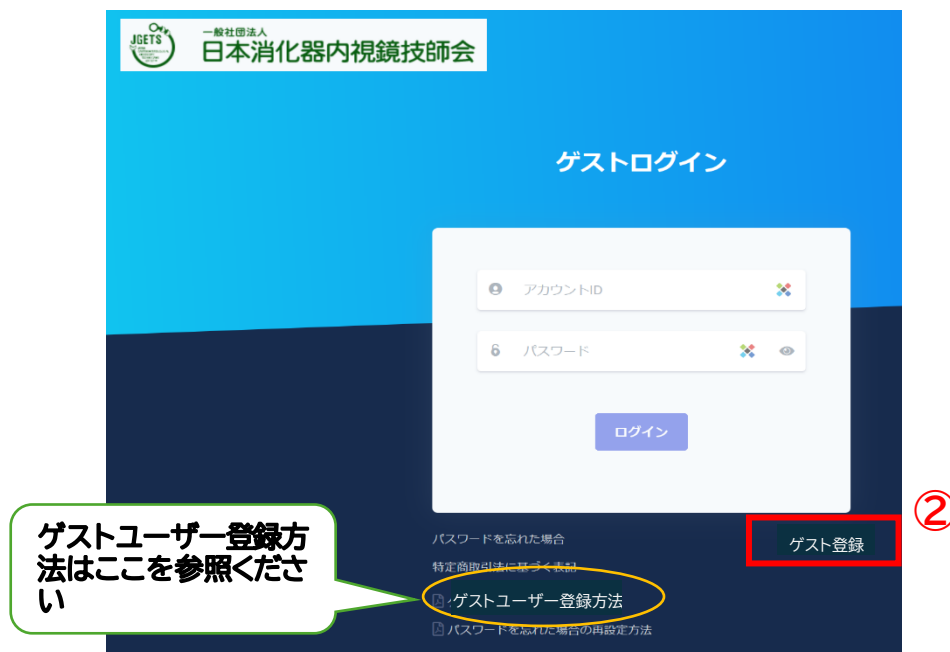 JGETS
一般社団法人
日本消化器内視鏡技師会
ゲストログイン
アカウントID
パスワード
ログイン
②
パスワードを忘れた場合
ゲスト登録
特定商取引法に基づく表記
ゲストユーザー登録方
法はここを参照くださ
い
ゲストユーザー登録方法
パスワードを忘れた場合の再設定方法